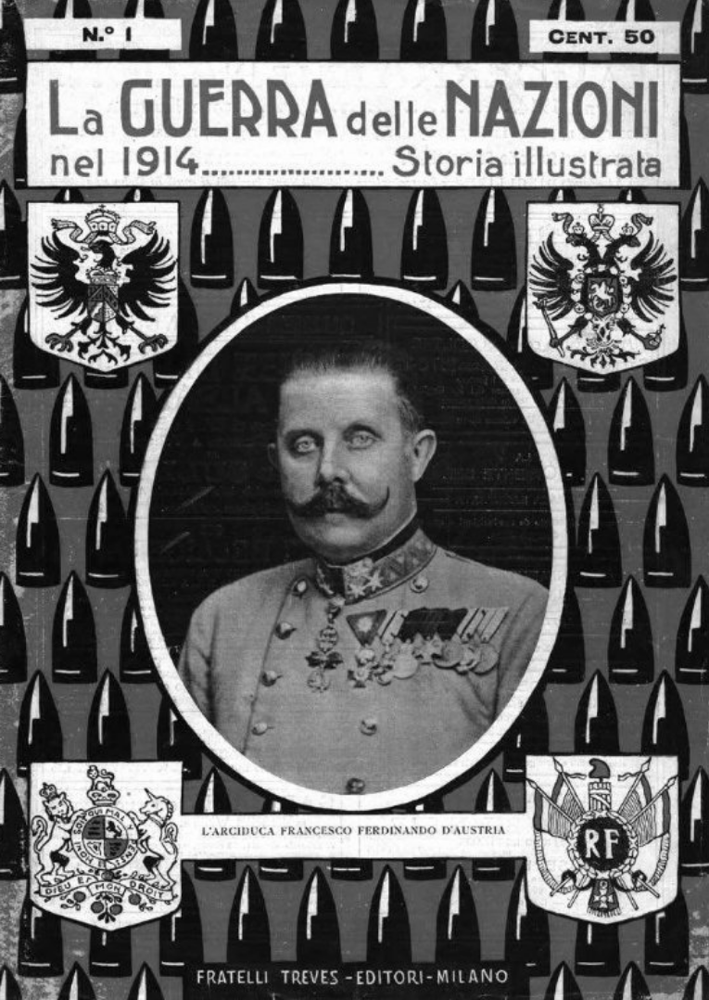 N.º 1
CENT. 50
La GUERRA delle NAZIONI
nel 1914....................... Storia illustrata
HONI SOIT QUI MAL Y PENSE
DIEU ET MON DROIT
RF
L'ARCIDUCA FRANCESCO FERDINANDO D'AUSTRIA
FRATELLI TREVES - EDITORI - MILANO